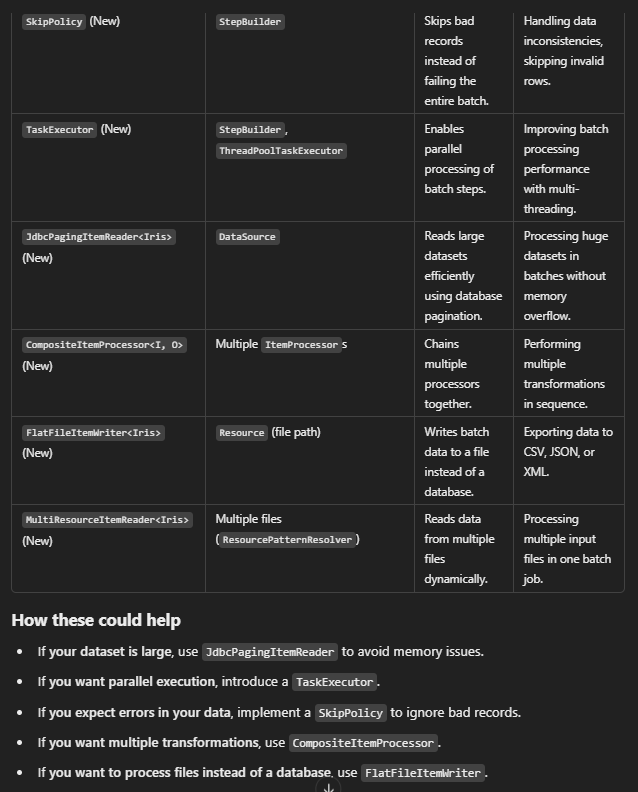 SkipPolicy (New)
StepBuilder
Skips bad
records
instead of
failing the
entire batch.
Handling data
inconsistencies,
skipping invalid
rows.
TaskExecutor (New)
StepBuilder,
ThreadPoolTaskExecutor
Enables
parallel
processing of
batch steps.
Improving batch
processing
performance
with multi-
threading.
JdbcPagingItemReader<Iris>
(New)
DataSource
Reads large
datasets
efficiently
using database
pagination.
Processing huge
datasets in
batches without
memory
overflow.
CompositeItemProcessor<I, O>
(New)
Multiple ItemProcessor s
Chains
multiple
processors
together.
Performing
multiple
transformations
in sequence.
FlatFileItemWriter<Iris>
(New)
Resource (file path)
Writes batch
data to a file
instead of a
database.
Exporting data to
CSV, JSON, or
XML.
MultiResourceItemReader<Iris>
(New)
Multiple files
(ResourcePatternResolver)
Reads data
from multiple
files
dynamically.
Processing
multiple input
files in one batch
job.
How these could help
• If your dataset is large, use JdbcPagingItemReader to avoid memory issues.
• If you want parallel execution, introduce a TaskExecutor.
• If you expect errors in your data, implement a SkipPolicy to ignore bad records.
• If you want multiple transformations, use CompositeItemProcessor.
• If you want to process files instead of a database, use FlatFileItemWriter.